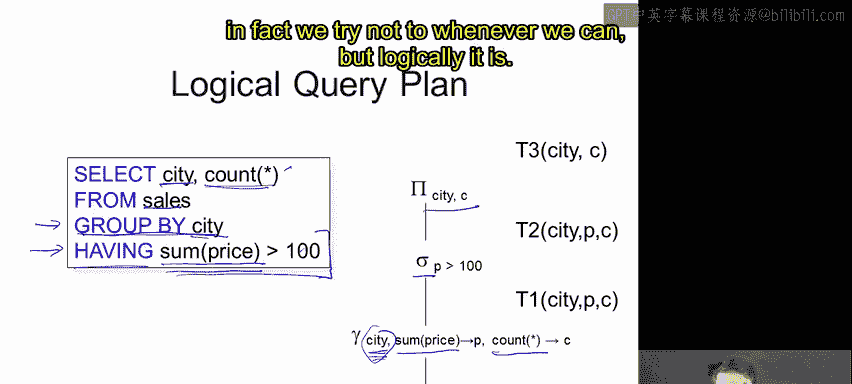 in fact we try not to whenever we can,
but logically it is.
中英字幕课程资源@bilibili.com
Logical Query Plan
SELECT city, count(*)
FROM sales
GROUP BY city
HAVING sum(price) > 100
T3(city, c)
Π city, c
T2(city,p,c)
σ p > 100
T1(city,p,c)
γ city, sum(price)→p, count(*) → c